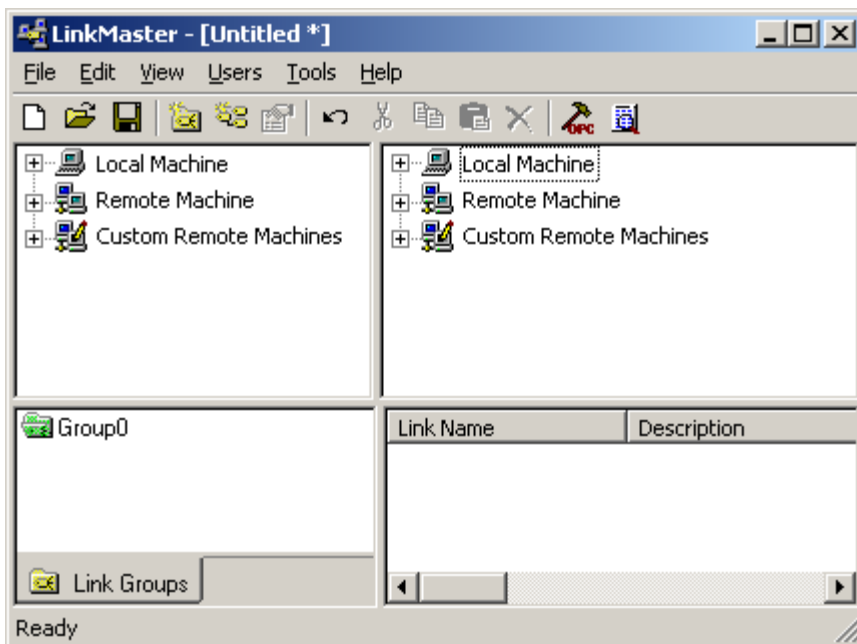 LinkMaster - [Untitled *]
File Edit View Users Tools Help
OPC
Local Machine
Remote Machine
Custom Remote Machines
Local Machine
Remote Machine
Custom Remote Machines
Group0
Link Groups
Link Name Description
Ready